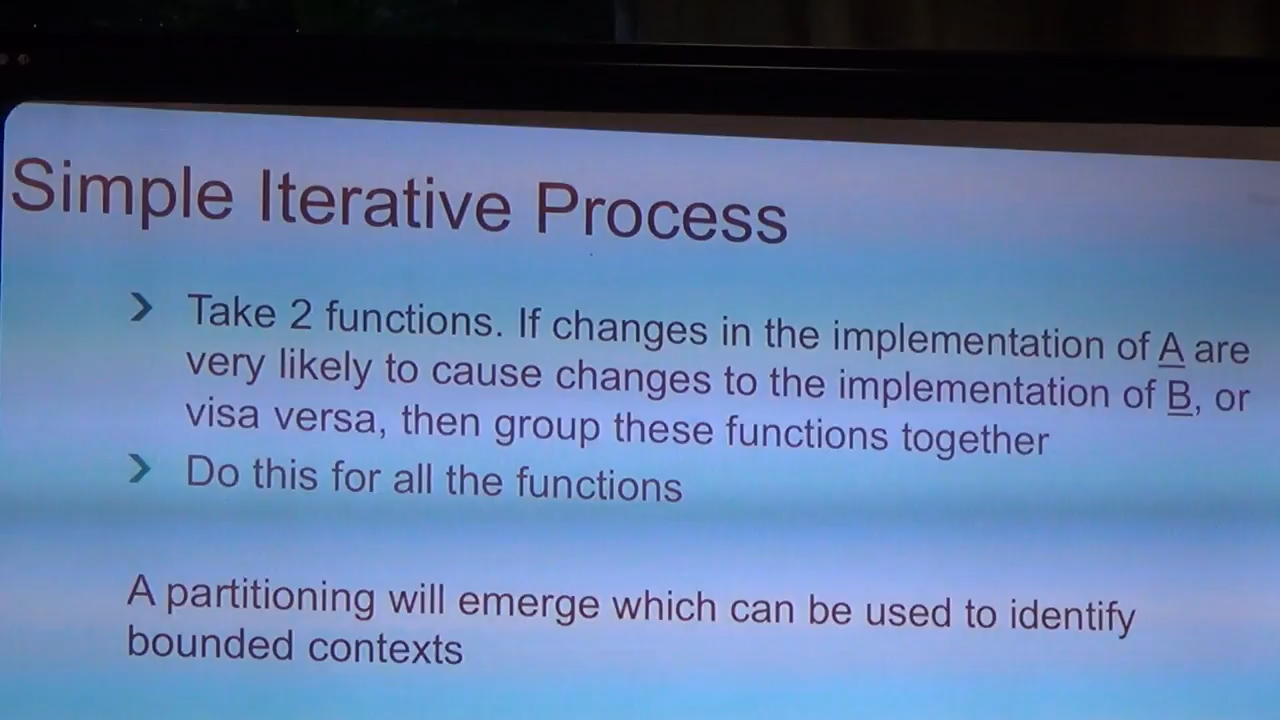 Simple Iterative Process
Take 2 functions. If changes in the implementation of A are
very likely to cause changes to the implementation of B, or
visa versa, then group these functions together
Do this for all the functions
A partitioning will emerge which can be used to identify
bounded contexts